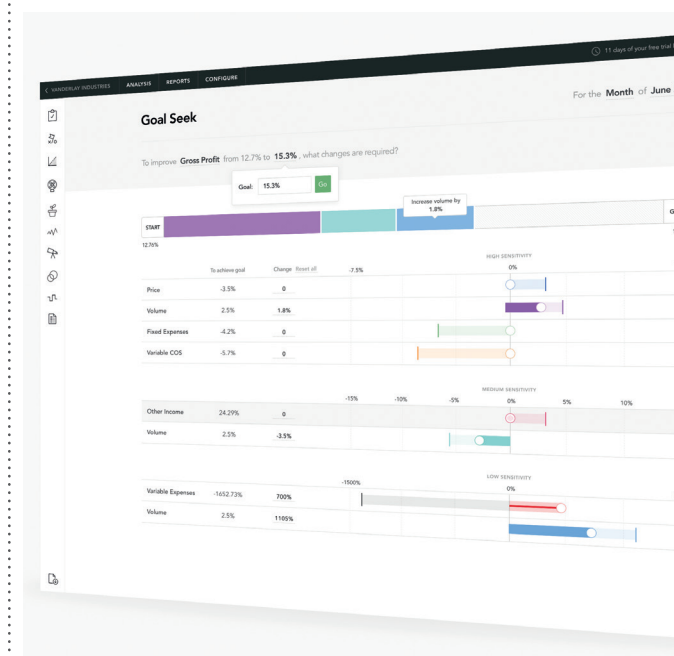 11 days of your free trial
< VANDERLAY INDUSTRIES ANALYSIS REPORTS CONFIGURE
For the Month of June
Goal Seek
To improve Gross Profit from 12.7% to 15.3%, what changes are required?
Goal: 15.3% Go
Increase volume by
1.8%
START G
12.76%
HIGH SENSITIVITY
To achieve goal Change Reset all -7.5% 0%
Price -3.5% 0
Volume 2.5% 1.8%
Fixed Expenses -4.2% 0
Variable COS -5.7% 0
MEDIUM SENSITIVITY
-15% -10% -5% 0% 5% 10%
Other Income 24.29% 0
Volume 2.5% -3.5%
LOW SENSITIVITY
-1500% 0%
Variable Expenses -1652.73% 700%
Volume 2.5% 1105%